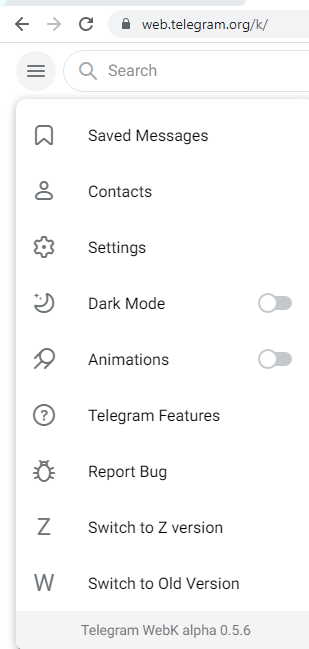 web.telegram.org/k/
Search
Saved Messages
Contacts
Settings
Dark Mode
Animations
? Telegram Features
Report Bug
Z Switch to Z version
W Switch to Old Version
Telegram WebK alpha 0.5.6